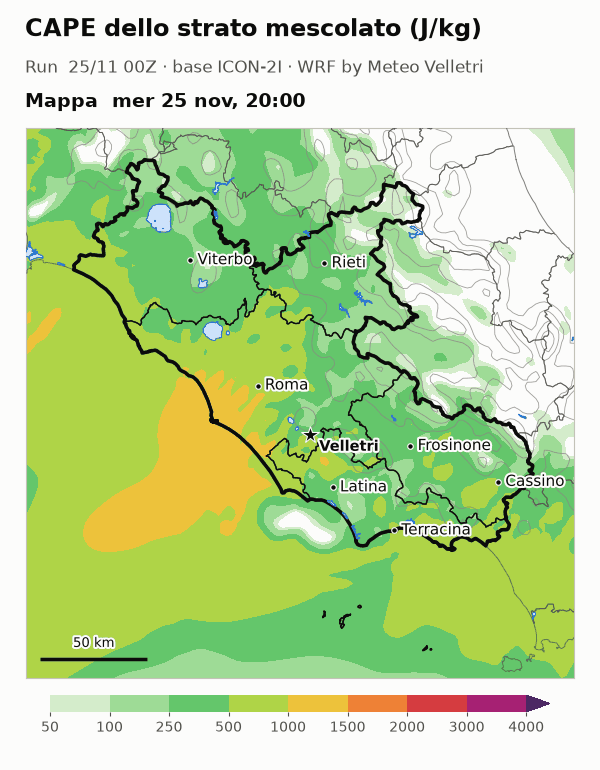 CAPE dello strato mescolato (J/kg)
Run  25/11 00Z · base ICON-2I · WRF by Meteo Velletri
Mappa  mer 25 nov, 20:00
Viterbo
Rieti
Roma
Velletri
Frosinone
Latina
Cassino
Terracina
50 km
50 100 250 500 1000 1500 2000 3000 4000